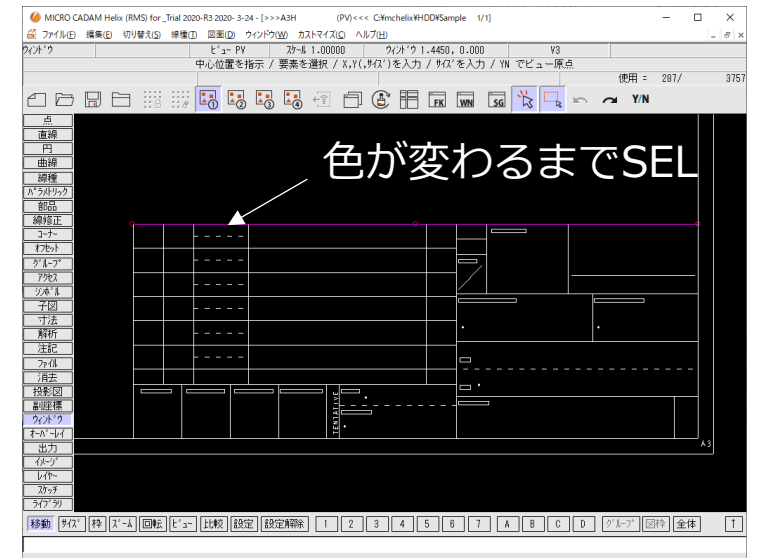 MICRO CADAM Helix (RMS) for _Trial 2020-R3 2020- 3-24 - [>>>A3H (PV)<<< C:¥mchelix¥HDD¥Sample 1/1]
ファイル(F) 編集(E) 切り替え(S) 線種(I) 図面(D) ウィンドウ(W) カストマイズ(C) ヘルプ(H)
ウィンドウ ビュー PV スケール 1.00000 ウィンドウ 1.4450, 0.000 V3
中心位置を指示 / 要素を選択 / X,Y(,サイズ)を入力 / サイズを入力 / YN でビュー原点
使用 = 287/ 3757
FK WN SG Y/N
点
直線
円
曲線
線種
パラメトリック
部品
線修正
コーナー
オフセット
グループ
アクセス
シンボル
子図
寸法
解析
注記
ファイル
消去
投影図
副座標
ウィンドウ
オーバーレイ
出力
イメージ
レイヤー
スケッチ
ライブラリ
色が変わるまでSEL
TENTATIVE
A3
移動 サイズ 枠 ズーム 回転 ビュー 比較 設定 設定解除 1 2 3 4 5 6 7 A B C D グループ 図枠 全体 ↑